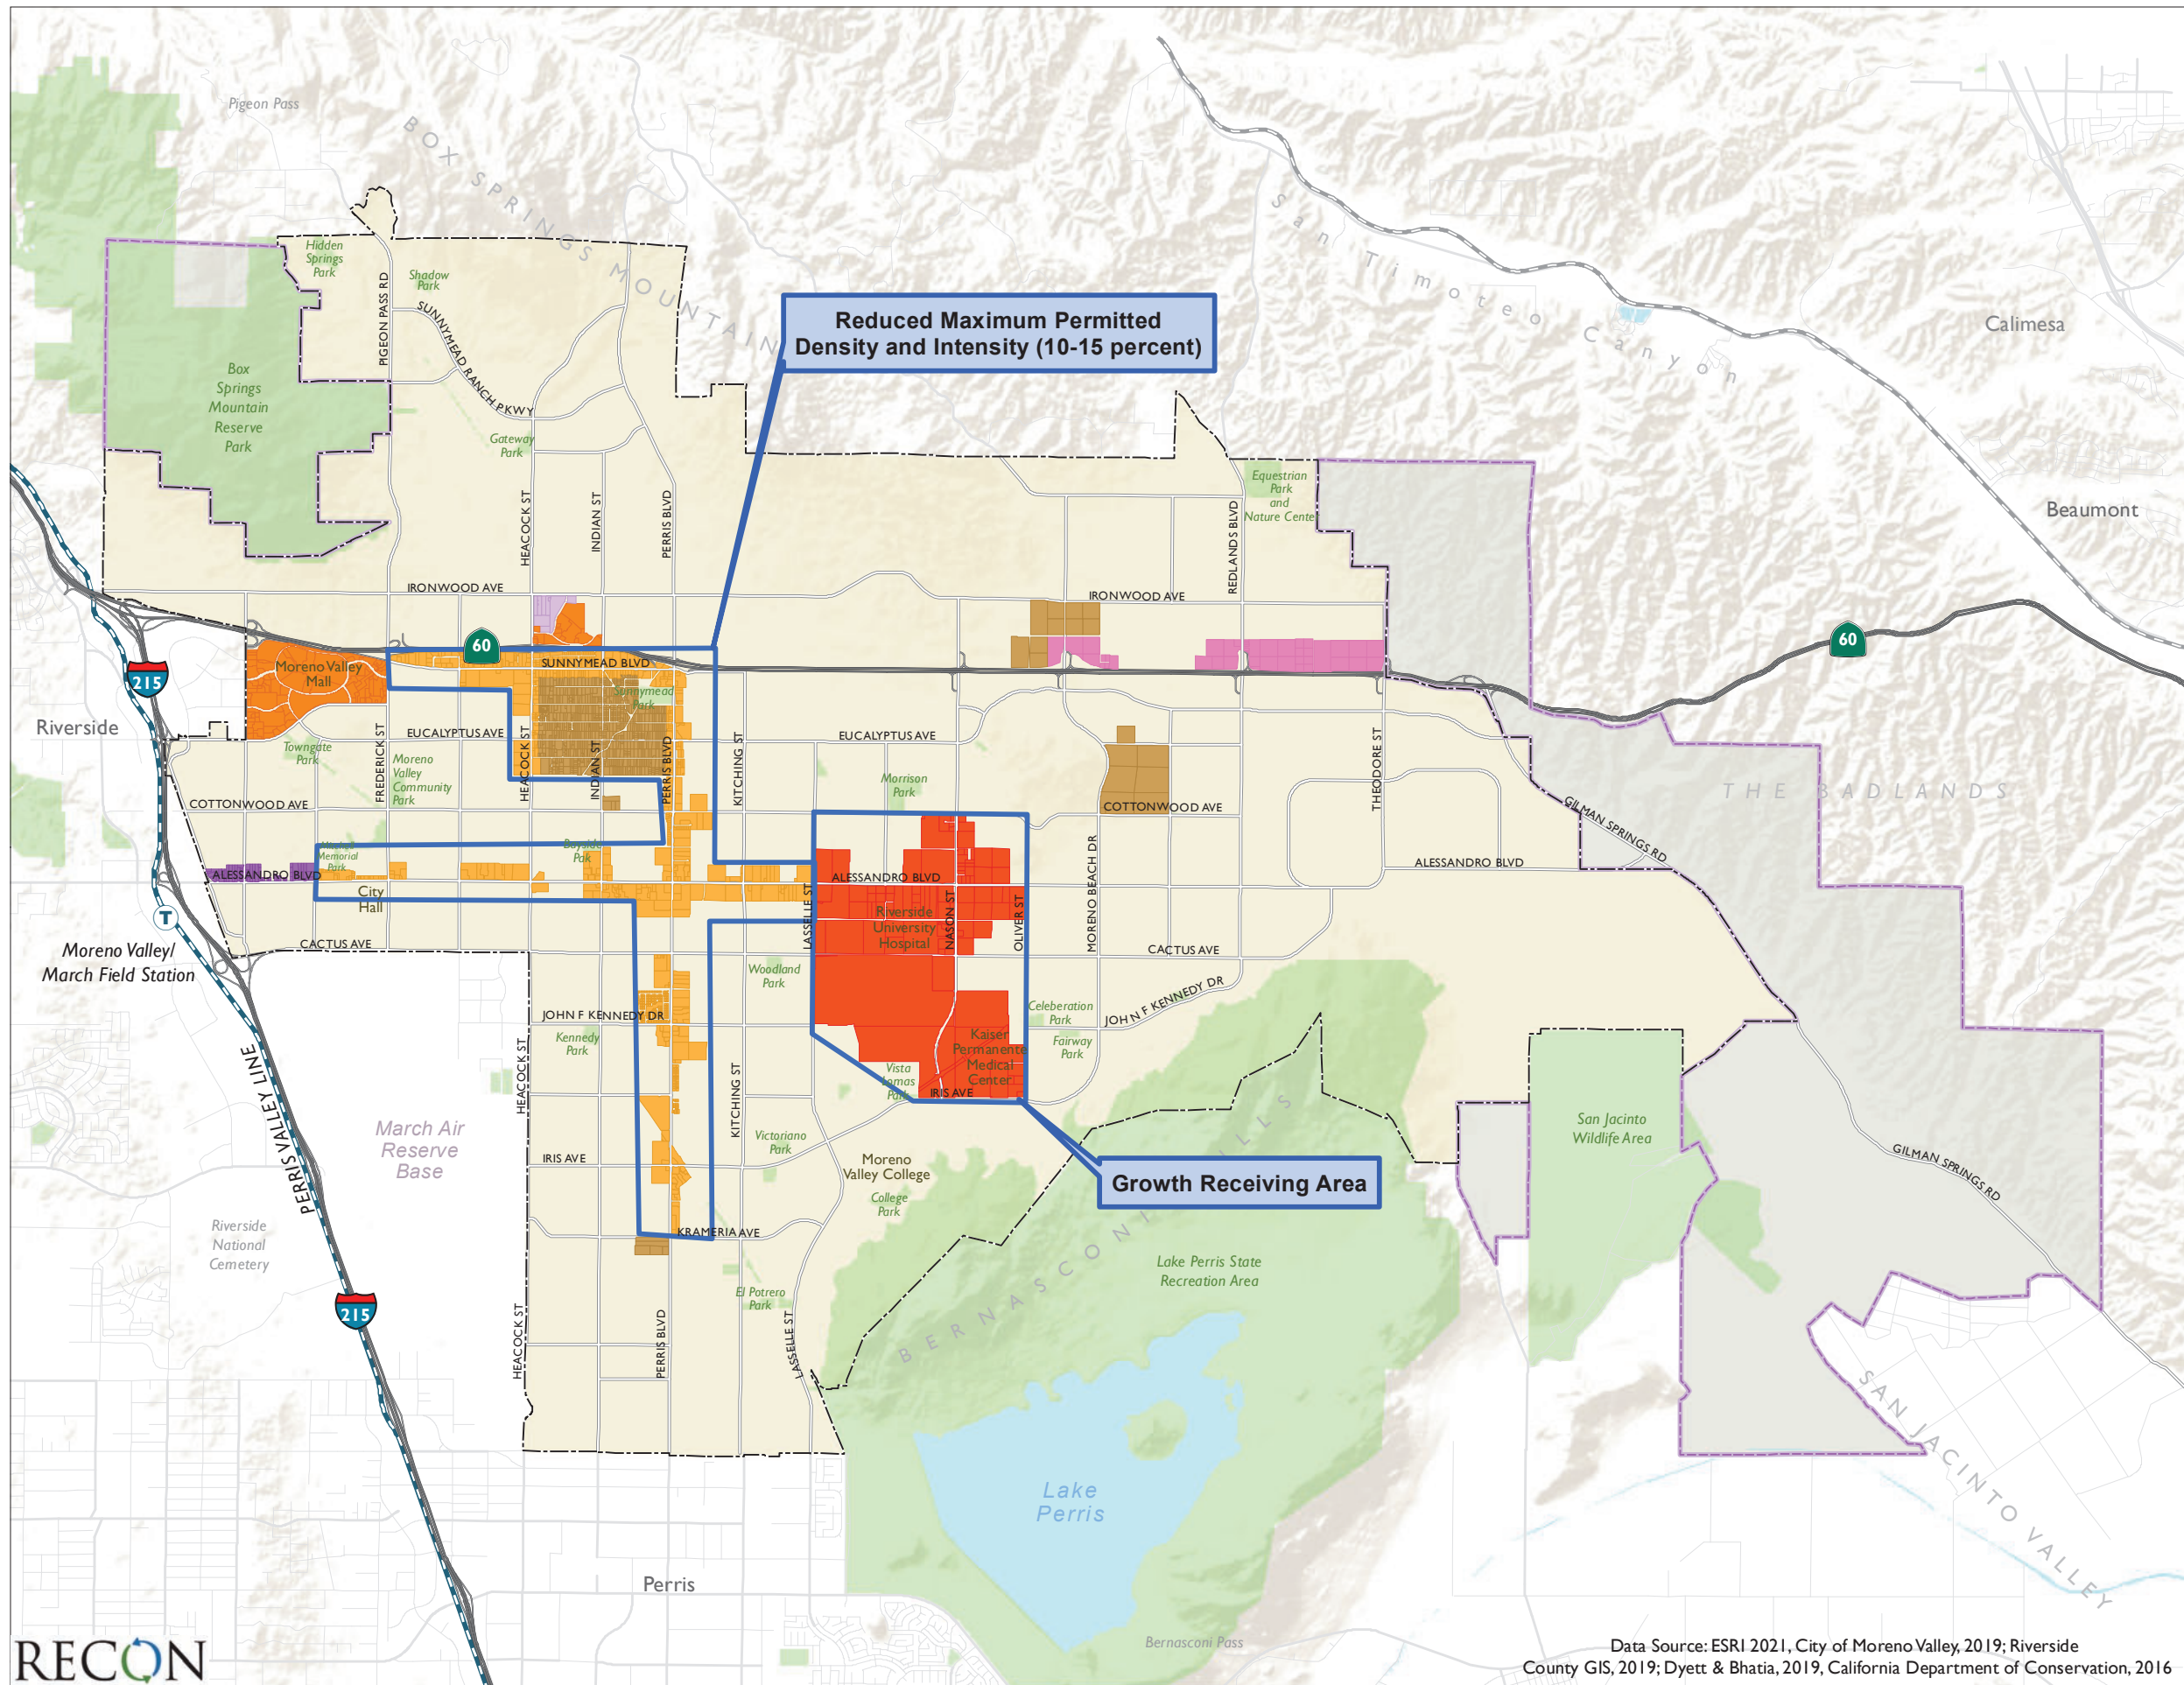 Pigeon Pass
BOX SPRINGS MOUNTAIN
San Timoteo Canyon
Calimesa
Beaumont
Hidden
Springs
Park
Shadow
Park
PIGEON PASS RD
SUNNYMEAD RANCH PKWY
Reduced Maximum Permitted
Density and Intensity (10-15 percent)
Box
Springs
Mountain
Reserve
Park
Gateway
Park
Equestrian
Park
and
Nature Cente
HEACOCK ST
INDIAN ST
PERRIS BLVD
REDLANDS BLVD
IRONWOOD AVE
IRONWOOD AVE
60
60
215
SUNNYMEAD BLVD
Moreno Valley
Mall
Sunnymead
Park
Riverside
Towngate
Park
FREDERICK ST
EUCALYPTUS AVE
EUCALYPTUS AVE
Moreno
Valley
Community
Park
HEACOCK ST
INDIAN ST
PERRIS BLVD
KITCHING ST
Morrison
Park
THEODORE ST
THE BADLANDS
COTTONWOOD AVE
COTTONWOOD AVE
GILMAN SPRINGS RD
Memorial
Park
Bayside
Pak
ALESSANDRO BLVD
ALESSANDRO BLVD
ALESSANDRO BLVD
City
Hall
LASSELLE ST
Riverside
University
Hospital
NASON ST
OLIVER ST
MORENO BEACH DR
T
Moreno Valley/
March Field Station
CACTUS AVE
CACTUS AVE
Woodland
Park
JOHN F KENNEDY DR
JOHN F KENNEDY DR
Celeberation
Park
Kennedy
Park
Kaiser
Permanente
Medical
Center
Fairway
Park
Vista
Lomas
Park
IRIS AVE
PERRIS VALLEY LINE
HEACOCK ST
KITCHING ST
March Air
Reserve
Base
Victoriano
Park
IRIS AVE
Moreno
Valley College
College
Park
Growth Receiving Area
San Jacinto
Wildlife Area
GILMAN SPRINGS RD
Riverside
National
Cemetery
KRAMERIA AVE
BERNASCONI HILLS
Lake Perris State
Recreation Area
El Potrero
Park
215
HEACOCK ST
PERRIS BLVD
LASSELLE ST
SAN JACINTO VALLEY
Lake
Perris
Perris
Bernasconi Pass
RECON
Data Source: ESRI 2021, City of Moreno Valley, 2019; Riverside
County GIS, 2019; Dyett & Bhatia, 2019, California Department of Conservation, 2016